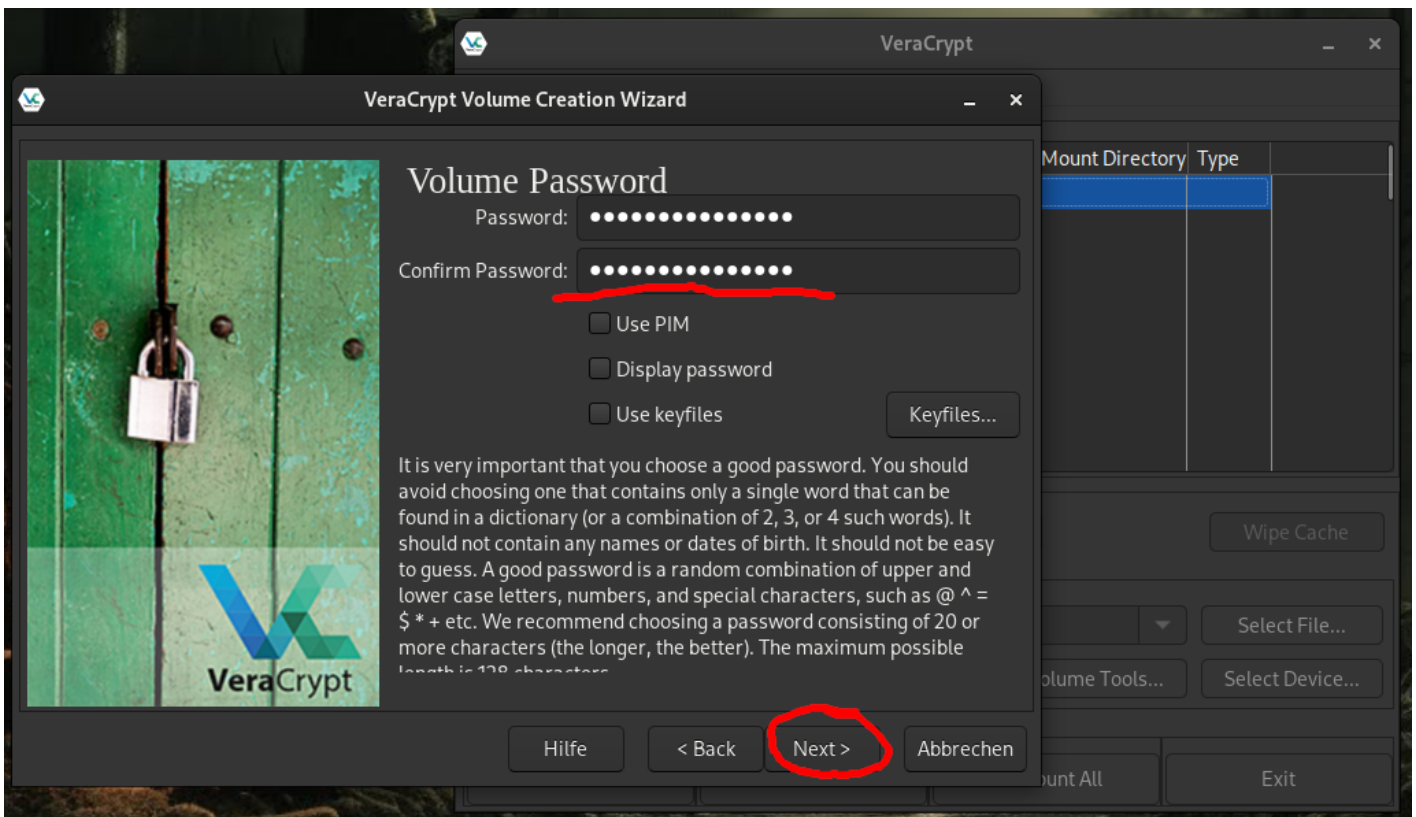 VeraCrypt
VeraCrypt Volume Creation Wizard
Mount Directory Type
Volume Password
Password: ●●●●●●●●●●●●●●●
Confirm Password: ●●●●●●●●●●●●●●●
Use PIM
Display password
Use keyfiles
Keyfiles...
It is very important that you choose a good password. You should
avoid choosing one that contains only a single word that can be
found in a dictionary (or a combination of 2, 3, or 4 such words). It
should not contain any names or dates of birth. It should not be easy
to guess. A good password is a random combination of upper and
lower case letters, numbers, and special characters, such as @ ^ =
$ * + etc. We recommend choosing a password consisting of 20 or
more characters (the longer, the better). The maximum possible
length is 128 characters
VeraCrypt
Hilfe
< Back
Next >
Abbrechen
Wipe Cache
Select File...
olume Tools...
Select Device...
ount All
Exit